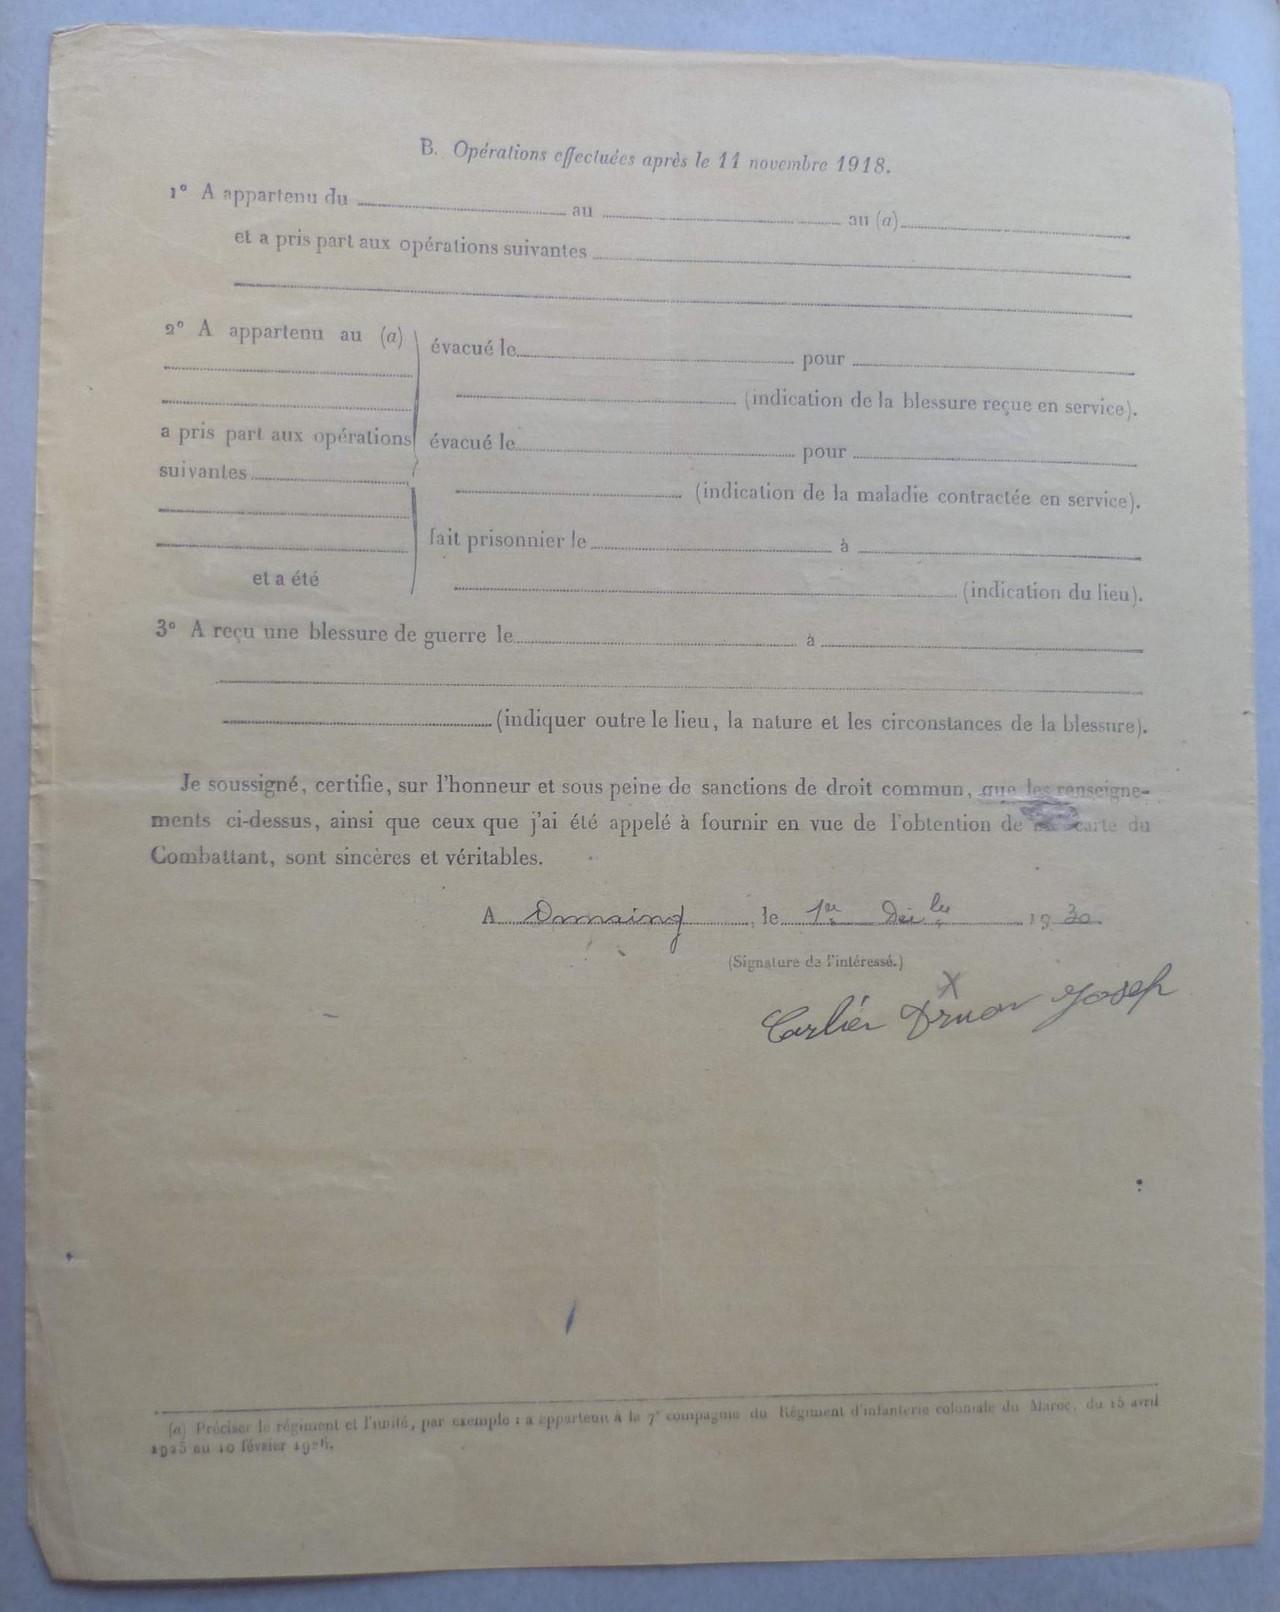 B. Opérations effectuées après le 11 novembre 1918.
1° A appartenu du au au (a)
et a pris part aux opérations suivantes
2° A appartenu au (a)
évacué le pour
(indication de la blessure reçue en service).
a pris part aux opérations
évacué le pour
suivantes
(indication de la maladie contractée en service).
fait prisonnier le à
et a été
(indication du lieu).
3° A reçu une blessure de guerre le à
(indiquer outre le lieu, la nature et les circonstances de la blessure).
Je soussigné, certifie, sur l'honneur et sous peine de sanctions de droit commun, que les renseigne-
ments ci-dessus, ainsi que ceux que j'ai été appelé à fournir en vue de l'obtention de carte du
Combattant, sont sincères et véritables.
A , le 1er 1930
(Signature de l'intéressé.)
X
Carlier Josep
(a) Préciser le régiment et l'unité, par exemple : a appartenu à la 7e compagnie du Régiment d'infanterie coloniale du Maroc, du 15 avril
1925 au 10 février 1926.